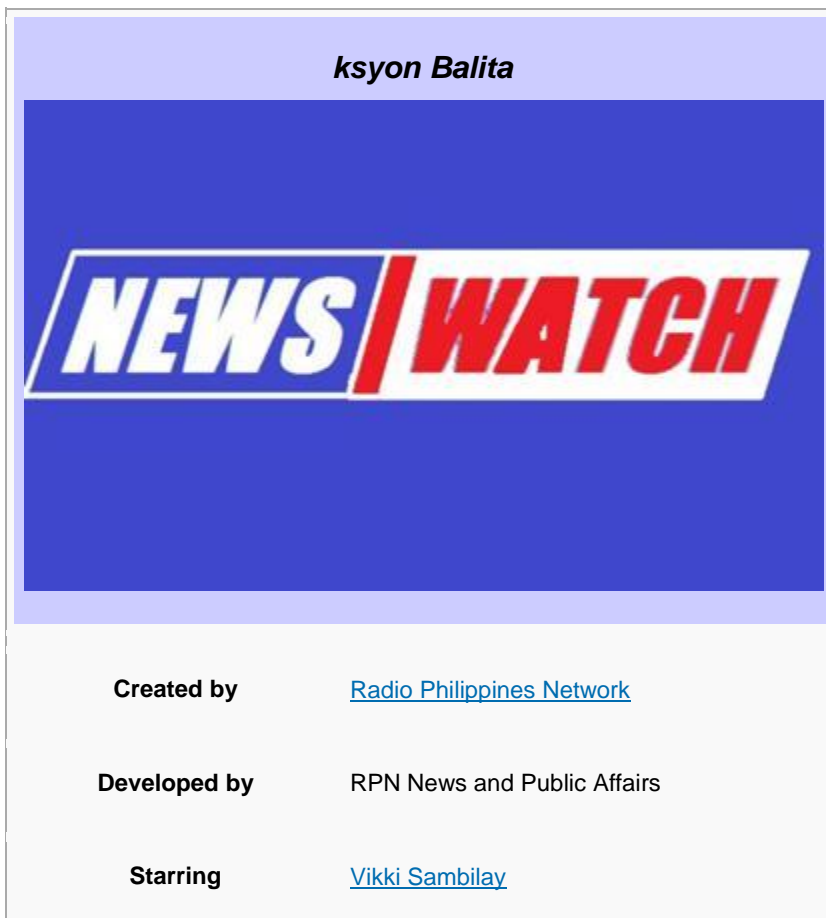 ksyon Balita
NEWS WATCH
Created by Radio Philippines Network
Developed by RPN News and Public Affairs
Starring Vikki Sambilay